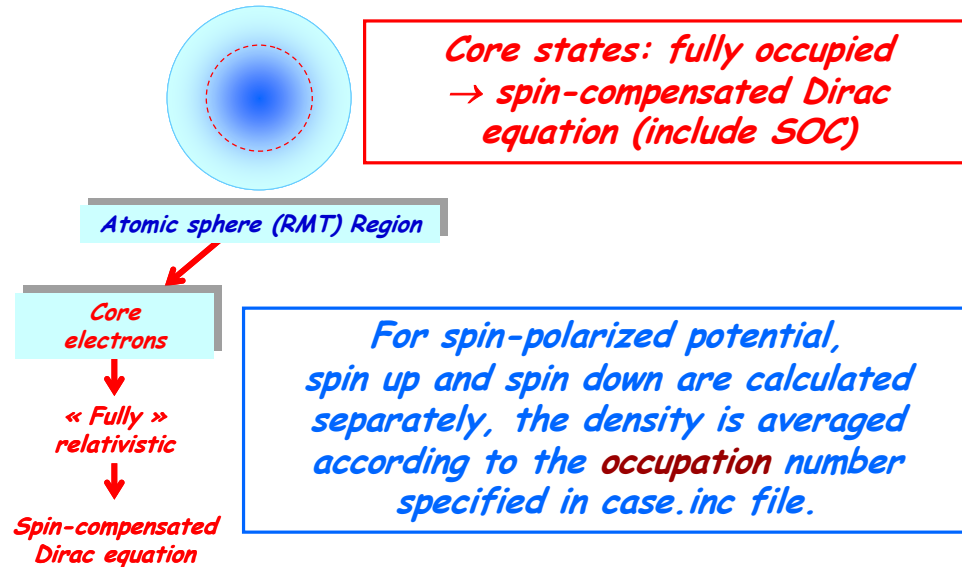 Core states: fully occupied
→ spin-compensated Dirac
equation (include SOC)
Atomic sphere (RMT) Region
Core
electrons
« Fully »
relativistic
Spin-compensated
Dirac equation
For spin-polarized potential,
spin up and spin down are calculated
separately, the density is averaged
according to the occupation number
specified in case.inc file.